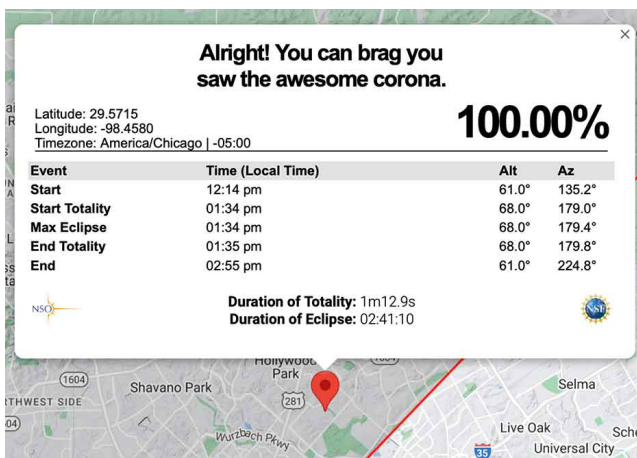 Alright! You can brag you
saw the awesome corona.
Latitude: 29.5715
Longitude: -98.4580
Timezone: America/Chicago | -05:00
100.00%
Event Time (Local Time) Alt Az
Start 12:14 pm 61.0° 135.2°
Start Totality 01:34 pm 68.0° 179.0°
Max Eclipse 01:34 pm 68.0° 179.4°
End Totality 01:35 pm 68.0° 179.8°
End 02:55 pm 61.0° 224.8°
NSO
Duration of Totality: 1m12.9s
Duration of Eclipse: 02:41:10
NSF
Hollywood
Park
1604
Shavano Park
281
Selma
THWEST SIDE
04
Wurzbach Pkwy
Live Oak
Sche
35
Universal City